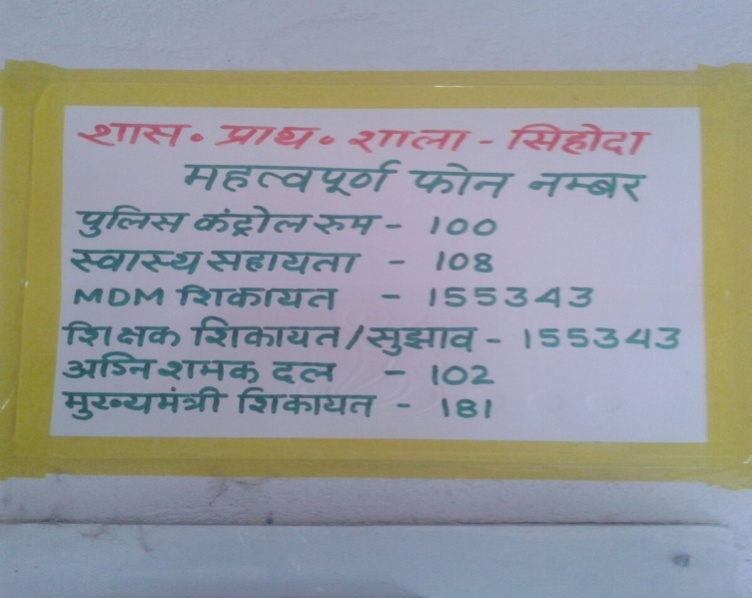 शास. प्राथ. शाला - सिहोदा
महत्वपूर्ण फोन नम्बर
पुलिस कंट्रोल रुम - 100
स्वास्थ्य सहायता - 108
MDM शिकायत - 155343
शिक्षक शिकायत/सुझाव - 155343
अग्नि शमक दल - 102
मुख्यमंत्री शिकायत - 181